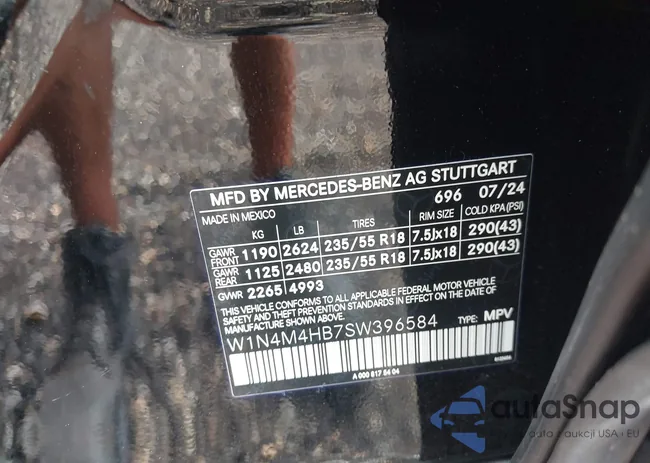 MFD BY MERCEDES-BENZ AG STUTTGART
MADE IN MEXICO 696 07/24
KG LB TIRES RIM SIZE COLD KPA(PSI)
GAWR FRONT 1190 2624 235/55 R18 7.5Jx18 290(43)
GAWR REAR 1125 2480 235/55 R18 7.5Jx18 290(43)
GVWR 2265 4993
THIS VEHICLE CONFORMS TO ALL APPLICABLE FEDERAL MOTOR VEHICLE
SAFETY AND THEFT PREVENTION STANDARDS IN EFFECT ON THE DATE OF
MANUFACTURE SHOWN ABOVE.
W1N4M4HB7SW396584 TYPE: MPV
A 000 817 54 04
autoSnap
auta z aukcji USA i EU